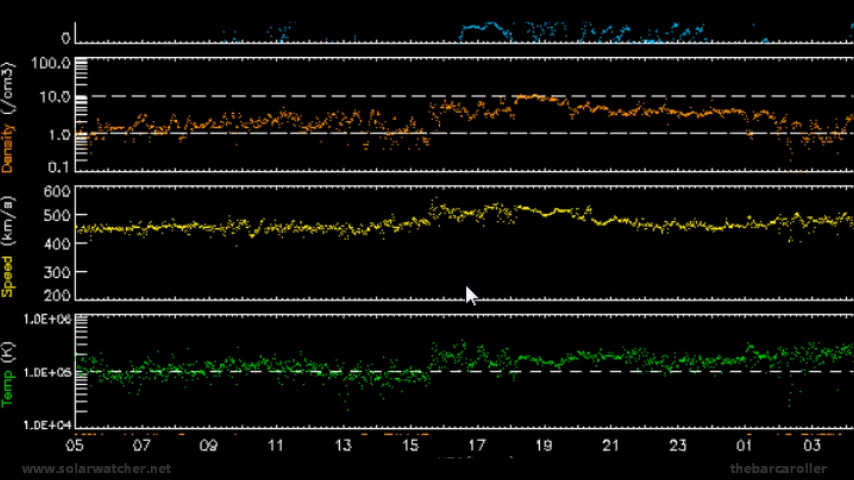 0
Density (/cm3)
100.0
10.0
1.0
0.1
Speed (km/s)
600
500
400
300
200
Temp (K)
1.0E+06
1.0E+05
1.0E+04
05 07 09 11 13 15 17 19 21 23 01 03
www.solarwatcher.net
thebarcaroller